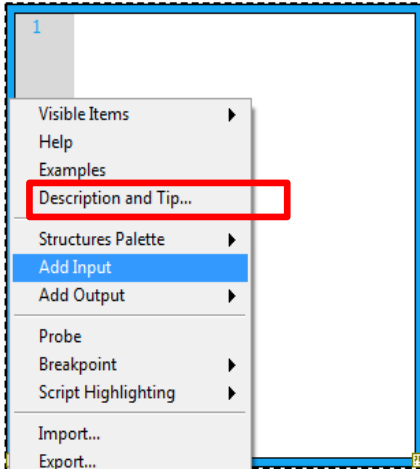 1
Visible Items
Help
Examples
Description and Tip...
Structures Palette
Add Input
Add Output
Probe
Breakpoint
Script Highlighting
Import...
Export...